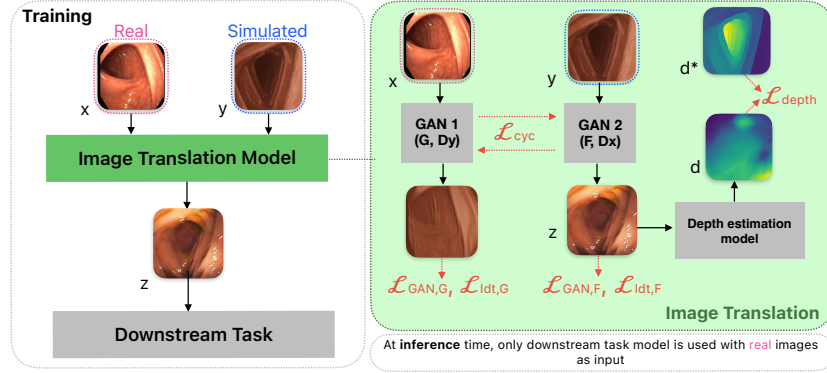 Training
Real
Simulated
x
y
Image Translation Model
z
Downstream Task
x
y
d*
ℒdepth
GAN 1
(G, Dy)
ℒcyc
GAN 2
(F, Dx)
d
z
Depth estimation
model
ℒGAN,G, ℒIdt,G
ℒGAN,F, ℒIdt,F
Image Translation
At inference time, only downstream task model is used with real images
as input